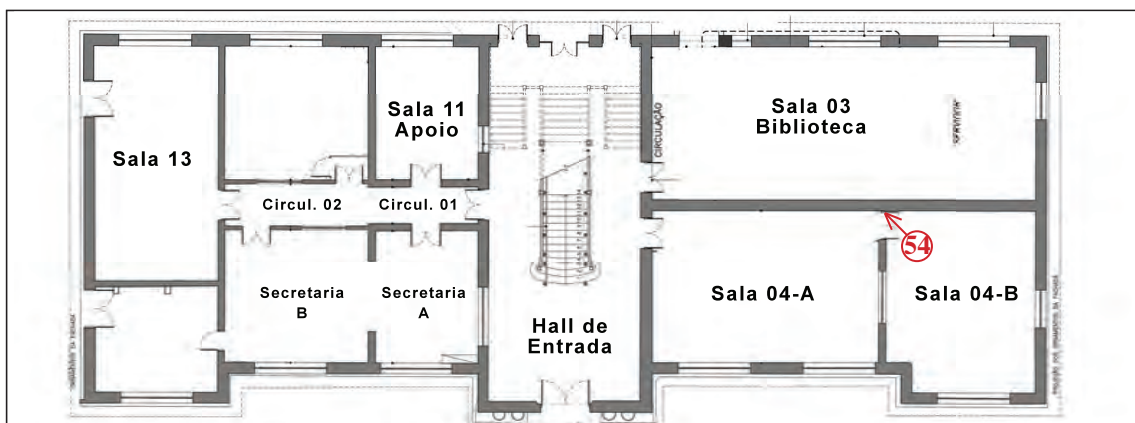 Sala 11
Apoio
Sala 03
Biblioteca
CIRCULAÇÃO
SERVIDOR
Sala 13
Circul. 02
Circul. 01
54
Secretaria
B
Secretaria
A
Sala 04-A
Sala 04-B
Hall de
Entrada